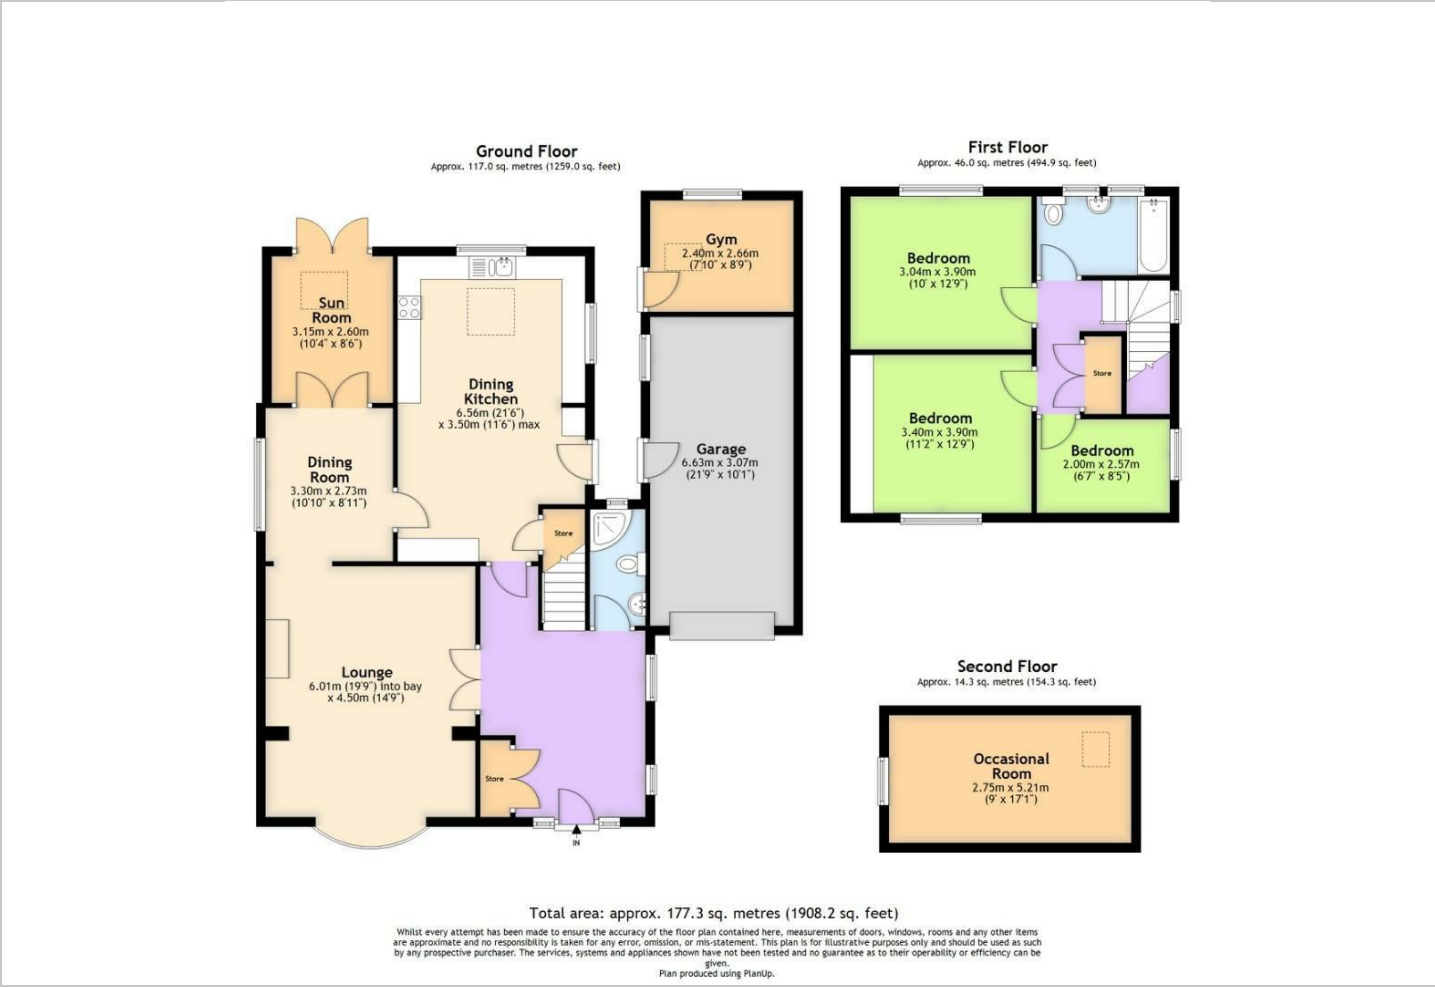 Ground Floor
Approx. 117.0 sq. metres (1259.0 sq. feet)
Gym
2.40m x 2.66m
(7'10" x 8'9")
Sun
Room
3.15m x 2.60m
(10'4" x 8'6")
Dining
Kitchen
6.56m (21'6")
x 3.50m (11'6") max
Dining
Room
3.30m x 2.73m
(10'10" x 8'11")
Garage
6.63m x 3.07m
(21'9" x 10'1")
Store
Lounge
6.01m (19'9") into bay
x 4.50m (14'9")
Store
IN
First Floor
Approx. 46.0 sq. metres (494.9 sq. feet)
Bedroom
3.04m x 3.90m
(10' x 12'9")
Store
Bedroom
3.40m x 3.90m
(11'2" x 12'9")
Bedroom
2.00m x 2.57m
(6'7" x 8'5")
Second Floor
Approx. 14.3 sq. metres (154.3 sq. feet)
Occasional
Room
2.75m x 5.21m
(9' x 17'1")
Total area: approx. 177.3 sq. metres (1908.2 sq. feet)
Whilst every attempt has been made to ensure the accuracy of the floor plan contained here, measurements of doors, windows, rooms and any other items
are approximate and no responsibility is taken for any error, omission, or mis-statement. This plan is for illustrative purposes only and should be used as such
by any prospective purchaser. The services, systems and appliances shown have not been tested and no guarantee as to their operability or efficiency can be
given.
Plan produced using PlanUp.